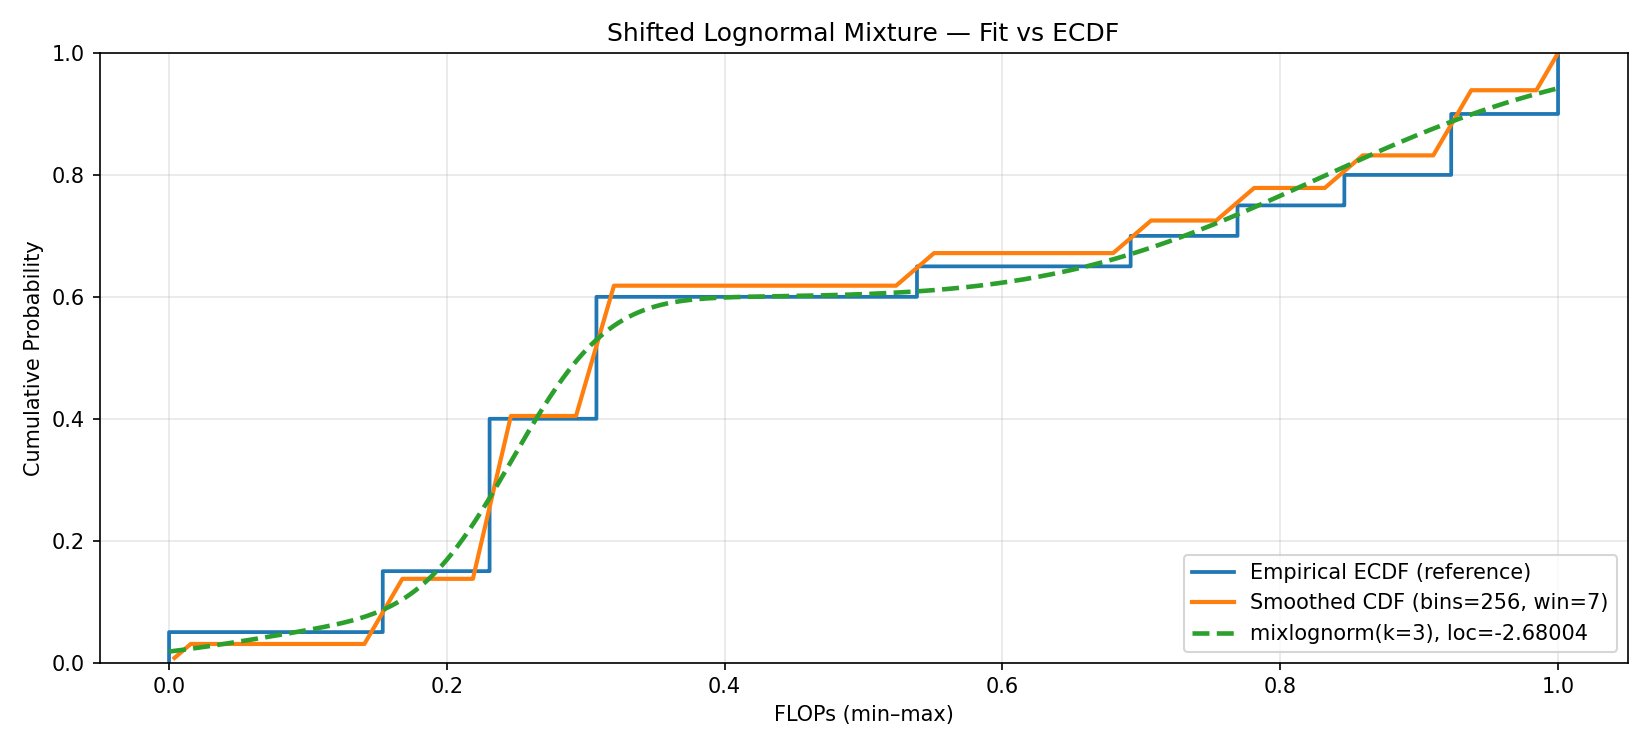 Shifted Lognormal Mixture — Fit vs ECDF
Cumulative Probability
1.0
0.8
0.6
0.4
0.2
0.0
Empirical ECDF (reference)
Smoothed CDF (bins=256, win=7)
mixlognorm(k=3), loc=-2.68004
0.0 0.2 0.4 0.6 0.8 1.0
FLOPs (min–max)